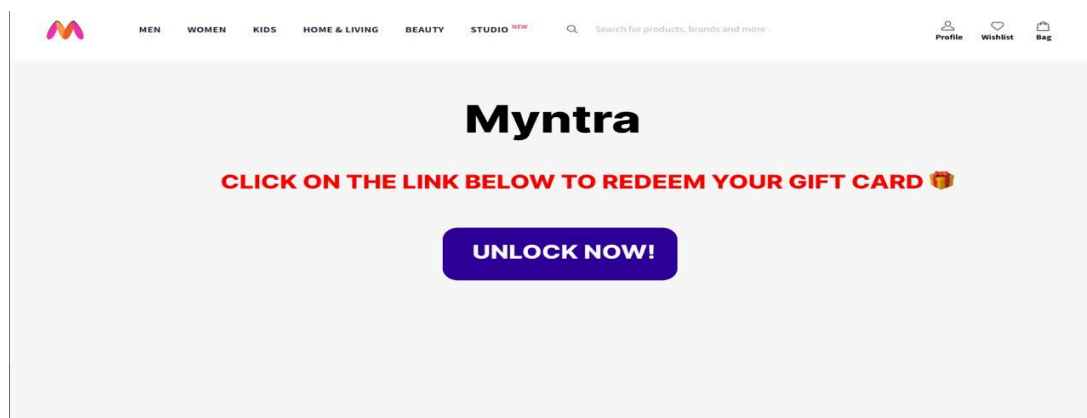 MEN WOMEN KIDS HOME & LIVING BEAUTY STUDIO NEW Search for products, brands and more Profile Wishlist Bag
Myntra
CLICK ON THE LINK BELOW TO REDEEM YOUR GIFT CARD 🎁
UNLOCK NOW!